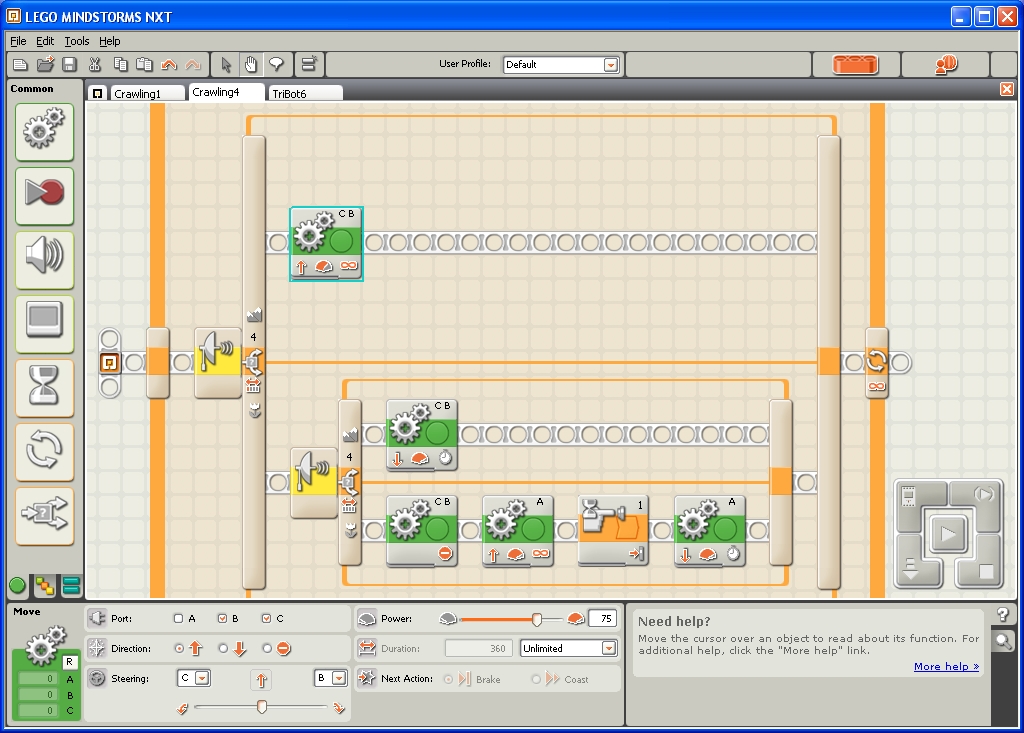 LEGO MINDSTORMS NXT
File Edit Tools Help
User Profile: Default
Common
Crawling1 Crawling4 TriBot6
C B
4
C B
4
C B A 1 A
Move
R
0 A
0 B
0 C
Port: A B C
Direction:
Steering: C B
Power: 75
Duration: 360 Unlimited
Next Action: Brake Coast
Need help?
Move the cursor over an object to read about its function. For
additional help, click the "More help" link.
More help »
?